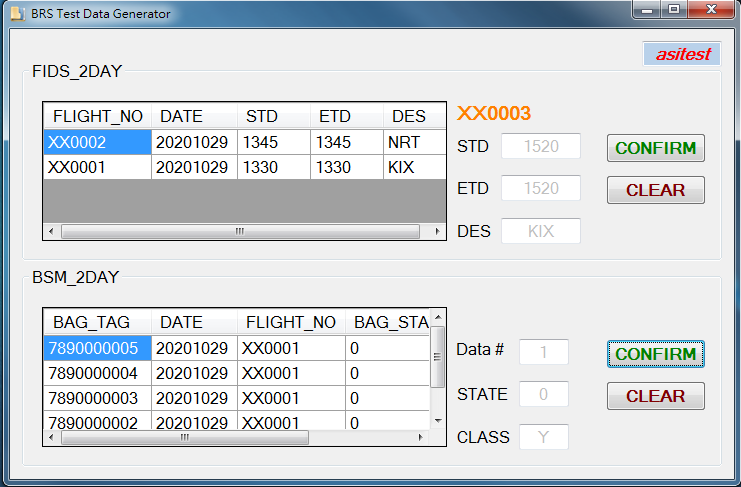 BRS Test Data Generator
asitest
FIDS_2DAY
FLIGHT_NO DATE STD ETD DES
XX0002 20201029 1345 1345 NRT
XX0001 20201029 1330 1330 KIX
XX0003
STD 1520 CONFIRM
ETD 1520 CLEAR
DES KIX
BSM_2DAY
BAG_TAG DATE FLIGHT_NO BAG_STA
7890000005 20201029 XX0001 0
7890000004 20201029 XX0001 0
7890000003 20201029 XX0001 0
7890000002 20201029 XX0001 0
Data # 1 CONFIRM
STATE 0 CLEAR
CLASS Y